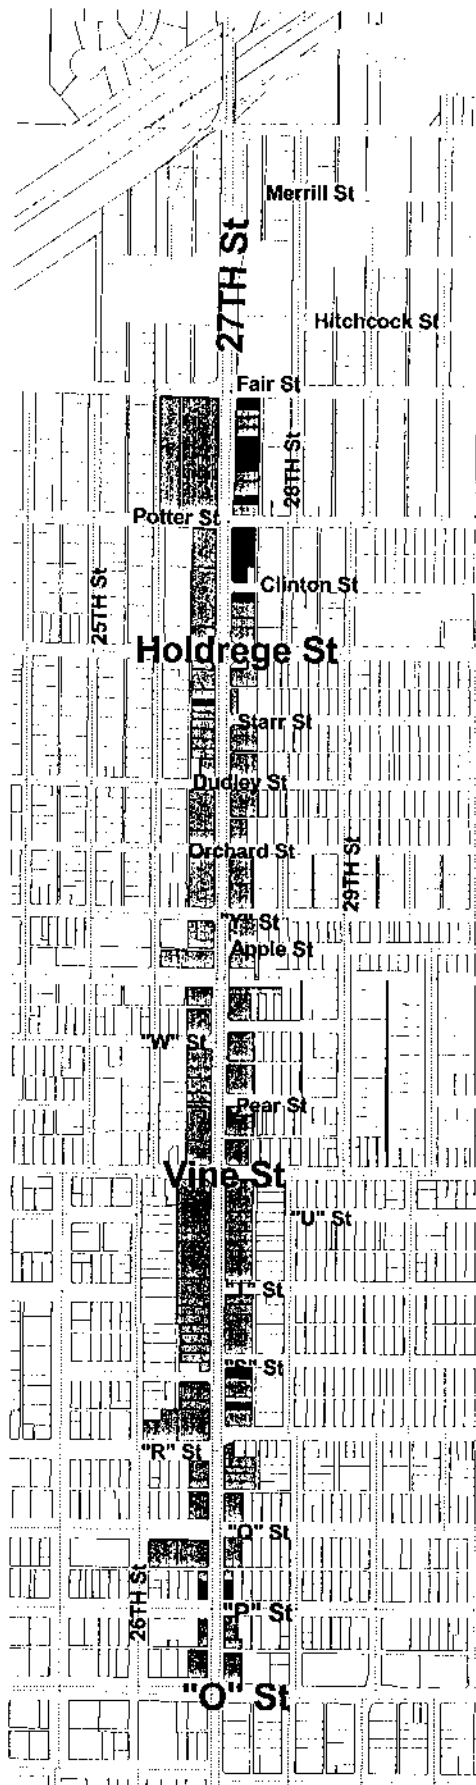 Merrill St
27TH St
Hitchcock St
Fair St
28TH St
Potter St
Clinton St
25TH St
Holdrege St
Starr St
Dudley St
Orchard St
29TH St
"Y" St
Apple St
"W" St
Pear St
Vine St
"U" St
"T" St
"S" St
"R" St
"Q" St
26TH St
"P" St
"O" St